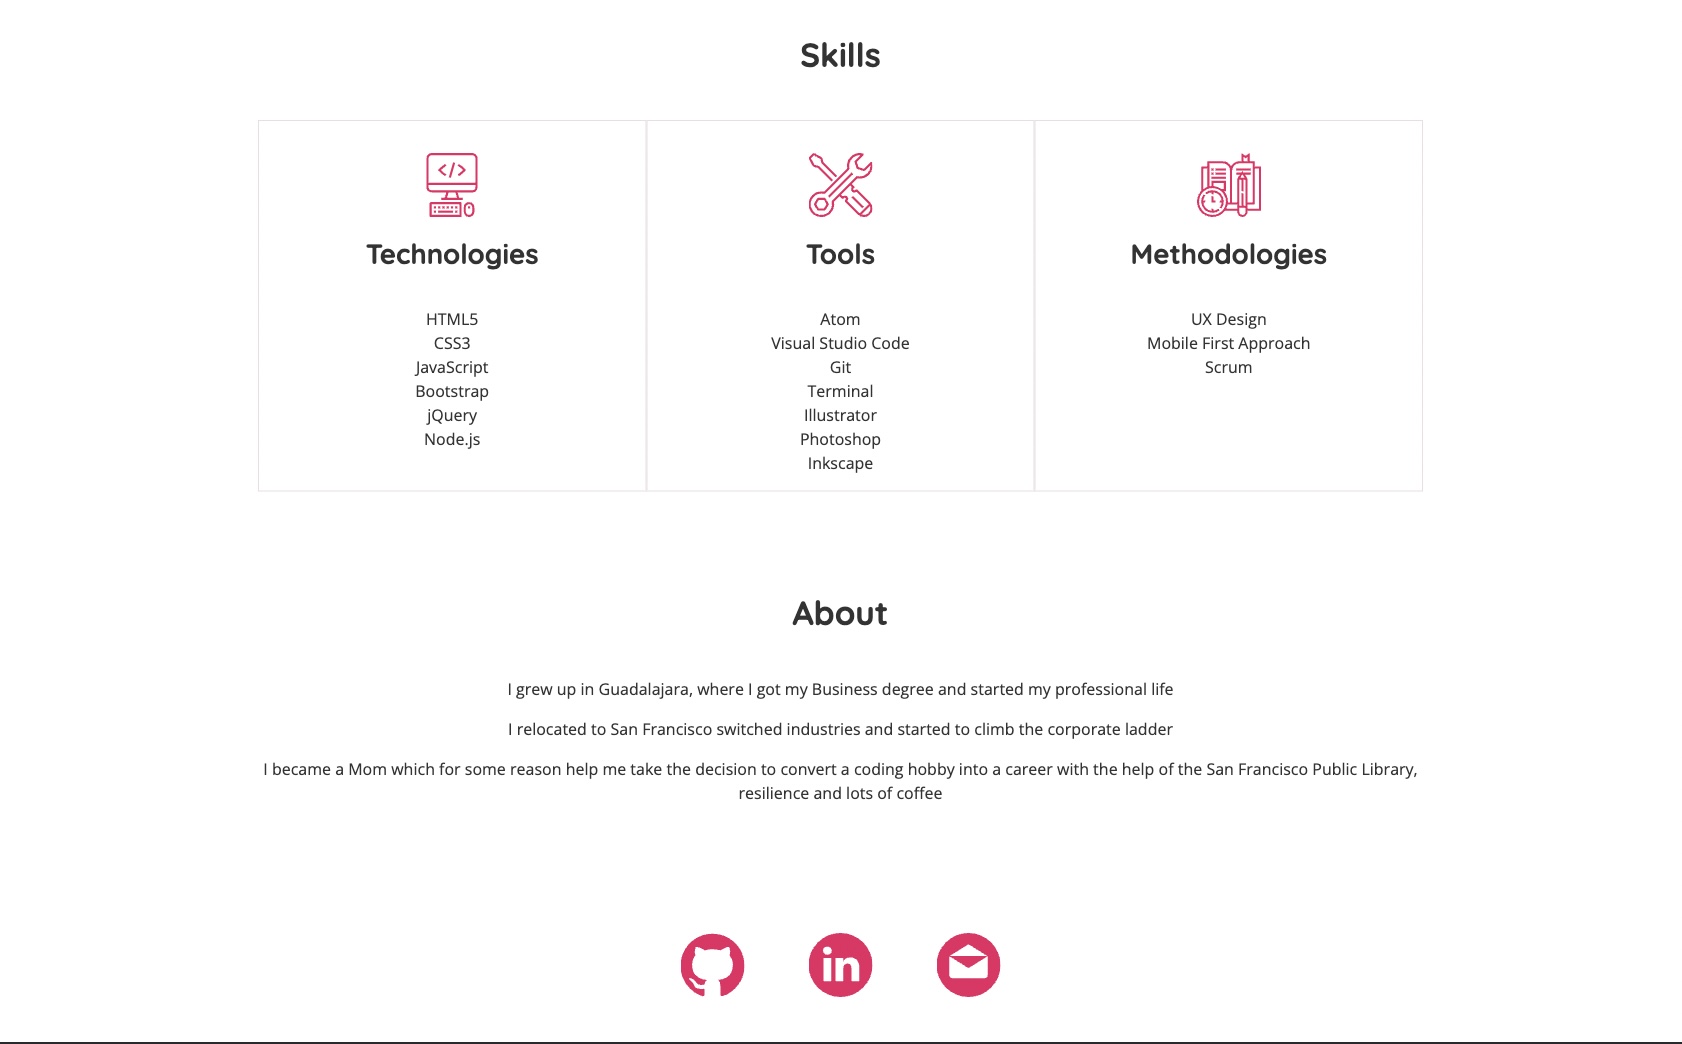 Skills
</>
Technologies
HTML5
CSS3
JavaScript
Bootstrap
jQuery
Node.js
Tools
Atom
Visual Studio Code
Git
Terminal
Illustrator
Photoshop
Inkscape
Methodologies
UX Design
Mobile First Approach
Scrum
About
I grew up in Guadalajara, where I got my Business degree and started my professional life
I relocated to San Francisco switched industries and started to climb the corporate ladder
I became a Mom which for some reason help me take the decision to convert a coding hobby into a career with the help of the San Francisco Public Library,
resilience and lots of coffee
in